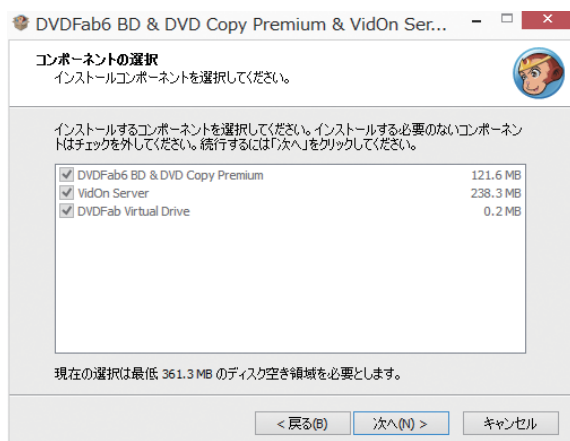 DVDFab6 BD & DVD Copy Premium & VidOn Ser...
コンポーネントの選択
インストールコンポーネントを選択してください。
インストールするコンポーネントを選択してください。インストールする必要のないコンポーネン
トはチェックを外してください。続行するには「次へ」をクリックしてください。
DVDFab6 BD & DVD Copy Premium 121.6 MB
VidOn Server 238.3 MB
DVDFab Virtual Drive 0.2 MB
現在の選択は最低 361.3 MB のディスク空き領域を必要とします。
< 戻る(B) 次へ(N) > キャンセル